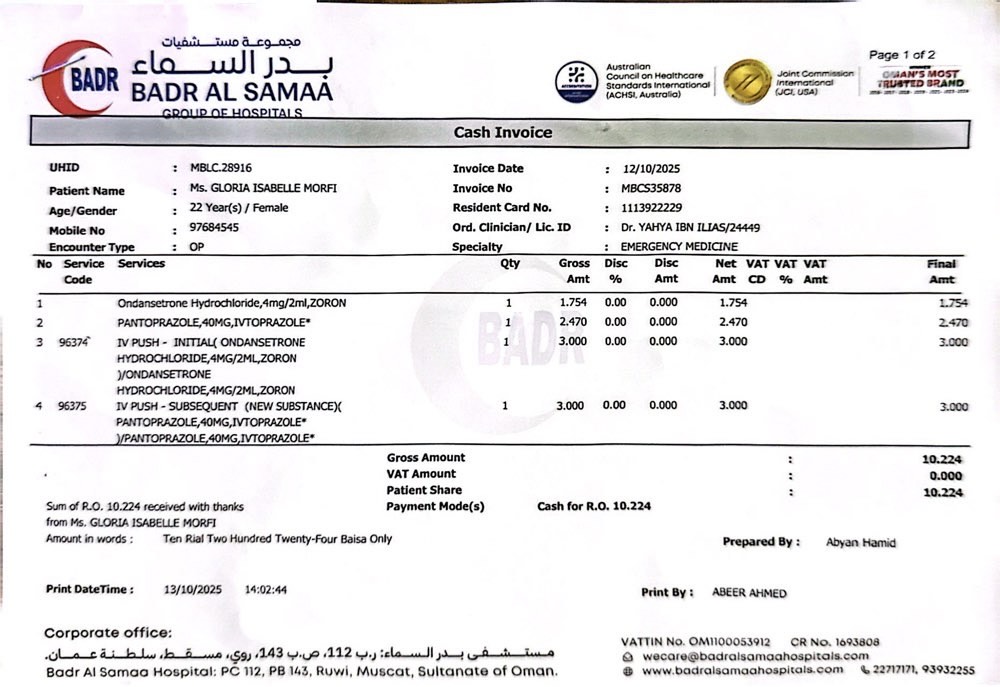 مجموعة مستشفيات
بدر السماء
BADR
BADR AL SAMAA
GROUP OF HOSPITALS
Australian
Council on Healthcare
Standards International
(ACHSI, Australia)
Joint Commission
International
(JCI, USA)
Page 1 of 2
OMAN'S MOST
TRUSTED BRAND
Cash Invoice
UHID : MBLC.28916 Invoice Date : 12/10/2025
Patient Name : Ms. GLORIA ISABELLE MORFI Invoice No : MBCS35878
Age/Gender : 22 Year(s) / Female Resident Card No. : 1113922229
Mobile No : 97684545 Ord. Clinician/ Lic. ID : Dr. YAHYA IBN ILIAS/24449
Encounter Type : OP Specialty : EMERGENCY MEDICINE
No Service Services Qty Gross Disc Disc Net VAT VAT VAT Final
Code Amt % Amt Amt CD % Amt Amt
1 Ondansetrone Hydrochloride,4mg/2ml,ZORON 1 1.754 0.00 0.000 1.754 1.754
2 PANTOPRAZOLE,40MG,IVTOPRAZOLE* 1 2.470 0.00 0.000 2.470 2.470
3 96374 IV PUSH - INITIAL( ONDANSETRONE 1 3.000 0.00 0.000 3.000 3.000
HYDROCHLORIDE,4MG/2ML,ZORON
)/ONDANSETRONE
HYDROCHLORIDE,4MG/2ML,ZORON
4 96375 IV PUSH - SUBSEQUENT (NEW SUBSTANCE)( 1 3.000 0.00 0.000 3.000 3.000
PANTOPRAZOLE,40MG,IVTOPRAZOLE*
)/PANTOPRAZOLE,40MG,IVTOPRAZOLE*
BADR
Gross Amount : 10.224
VAT Amount : 0.000
Patient Share : 10.224
Sum of R.O. 10.224 received with thanks Payment Mode(s) Cash for R.O. 10.224
from Ms. GLORIA ISABELLE MORFI
Amount in words : Ten Rial Two Hundred Twenty-Four Baisa Only Prepared By : Abyan Hamid
Print DateTime : 13/10/2025 14:02:44 Print By : ABEER AHMED
Corporate office:
مستشفى بدر السماء: ر.ب 112، ص.ب 143، روي، مسقط، سلطنة عمان.
Badr Al Samaa Hospital: PC 112, PB 143, Ruwi, Muscat, Sultanate of Oman.
VATTIN No. OM1100053912 CR No. 1693808
wecare@badralsamaahospitals.com
www.badralsamaahospitals.com 22717171, 93932255